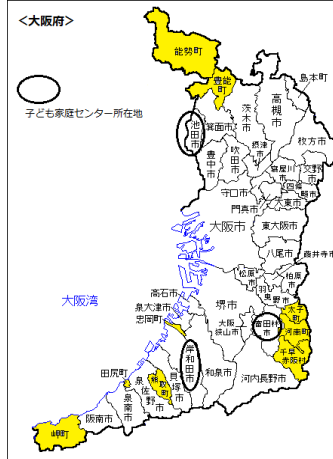 <大阪府>
子ども家庭センター所在地
能勢町
豊能町
島本町
池田市
箕面市
茨木市
高槻市
豊中市
吹田市
摂津市
枚方市
寝屋川市
交野市
守口市
四條畷市
門真市
大東市
大阪市
東大阪市
八尾市
藤井寺市
松原市
柏原市
羽曳野市
大阪湾
高石市
泉大津市
忠岡町
堺市
大阪狭山市
富田林市
太子町
河南町
千早赤阪村
岸和田市
和泉市
河内長野市
貝塚市
田尻町
泉佐野市
熊取町
泉南市
阪南市
岬町